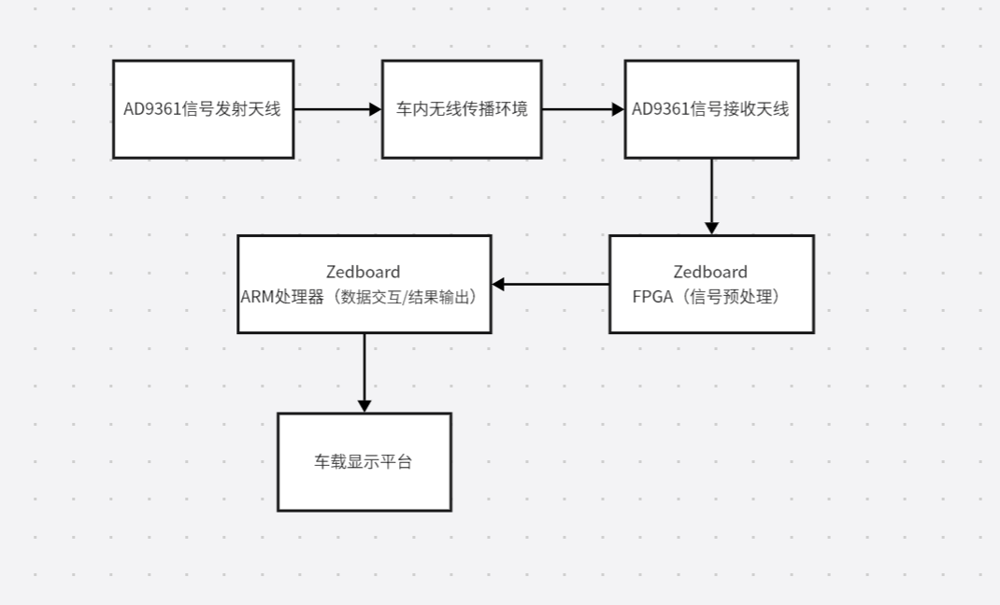 AD9361信号发射天线
车内无线传播环境
AD9361信号接收天线
Zedboard
FPGA（信号预处理）
Zedboard
ARM处理器（数据交互/结果输出）
车载显示平台